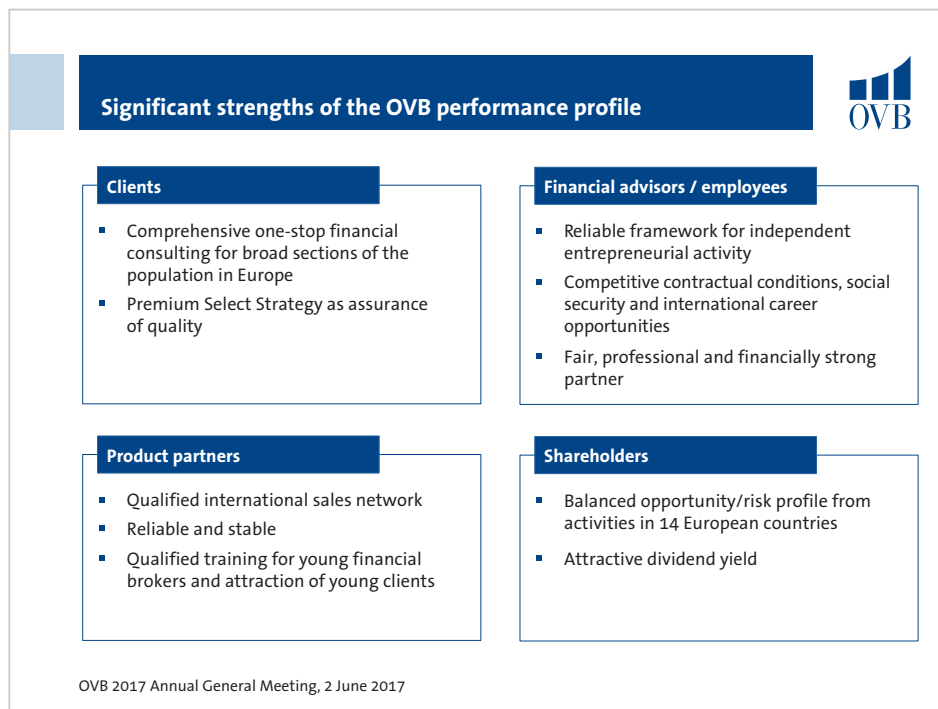 Significant strengths of the OVB performance profile
OVB
Clients
▪ Comprehensive one-stop financial
consulting for broad sections of the
population in Europe
▪ Premium Select Strategy as assurance
of quality
Financial advisors / employees
▪ Reliable framework for independent
entrepreneurial activity
▪ Competitive contractual conditions, social
security and international career
opportunities
▪ Fair, professional and financially strong
partner
Product partners
▪ Qualified international sales network
▪ Reliable and stable
▪ Qualified training for young financial
brokers and attraction of young clients
Shareholders
▪ Balanced opportunity/risk profile from
activities in 14 European countries
▪ Attractive dividend yield
OVB 2017 Annual General Meeting, 2 June 2017